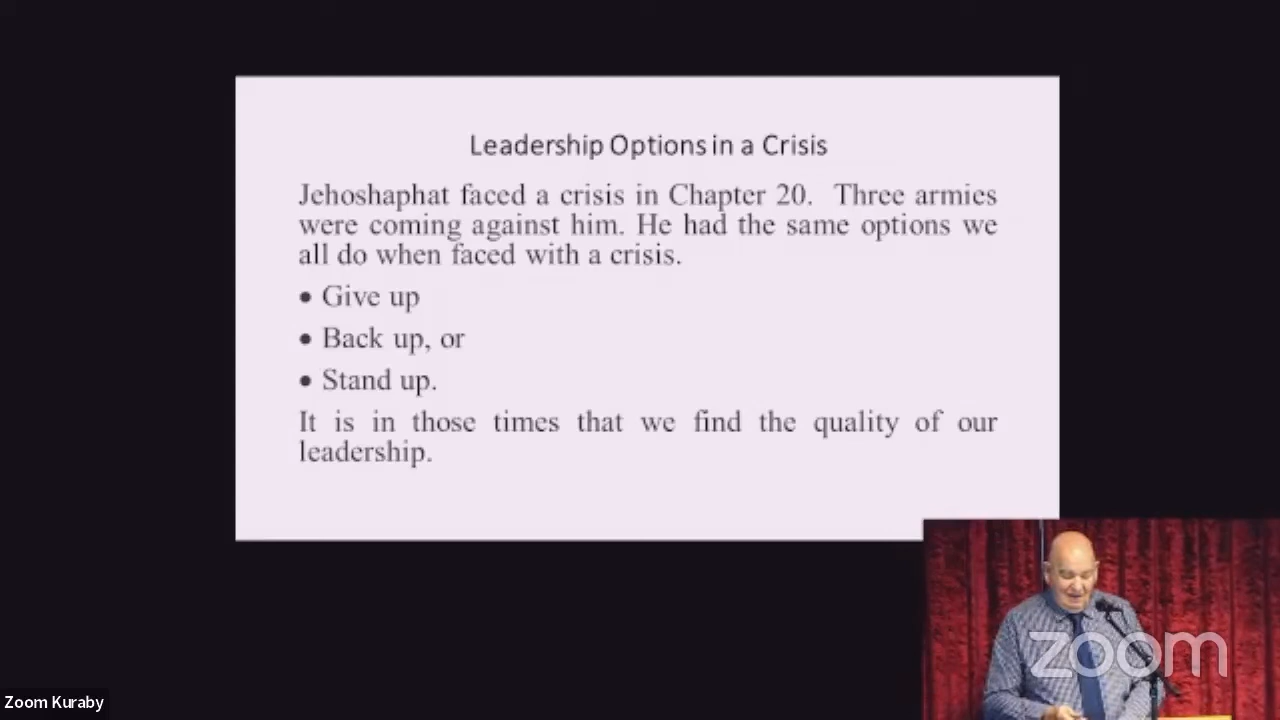 Leadership Options in a Crisis
Jehoshaphat faced a crisis in Chapter 20. Three armies
were coming against him. He had the same options we
all do when faced with a crisis.
• Give up
• Back up, or
• Stand up.
It is in those times that we find the quality of our
leadership.
zoom
Zoom Kuraby